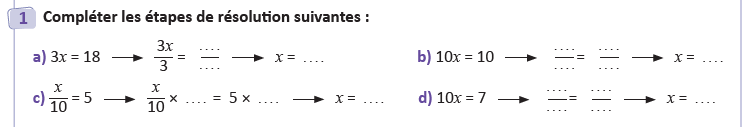 1 Compléter les étapes de résolution suivantes :
a) 3x = 18 ⟶ 3x/3 = ..../.... ⟶ x = ....
b) 10x = 10 ⟶ ..../.... = ..../.... ⟶ x = ....
c) x/10 = 5 ⟶ x/10 × .... = 5 × .... ⟶ x = ....
d) 10x = 7 ⟶ ..../.... = ..../.... ⟶ x = ....